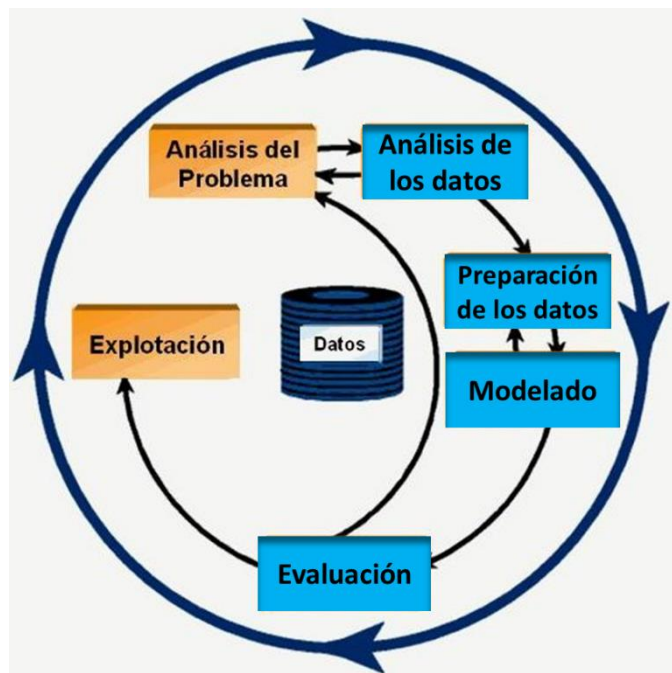 Análisis del
Problema
Análisis de
los datos
Preparación
de los datos
Explotación
Datos
Modelado
Evaluación